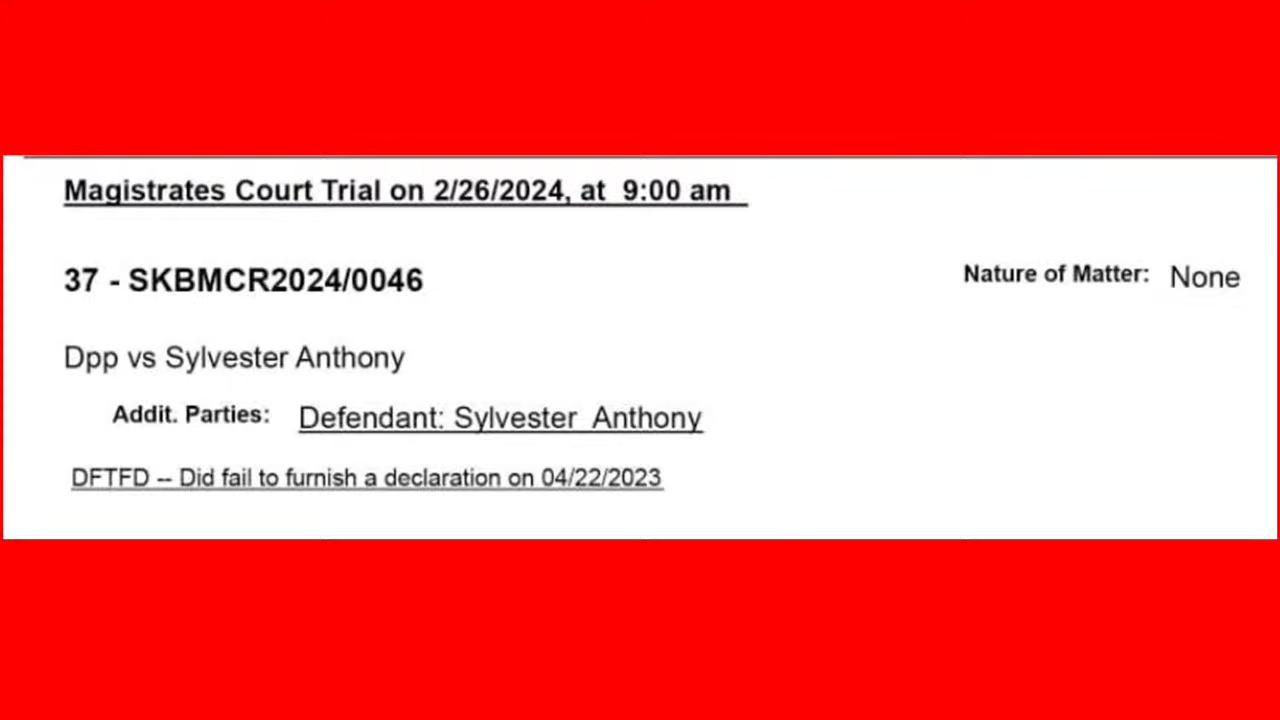 Magistrates Court Trial on 2/26/2024, at 9:00 am
37 - SKBMCR2024/0046
Nature of Matter: None
Dpp vs Sylvester Anthony
Addit. Parties: Defendant: Sylvester Anthony
DFTFD -- Did fail to furnish a declaration on 04/22/2023